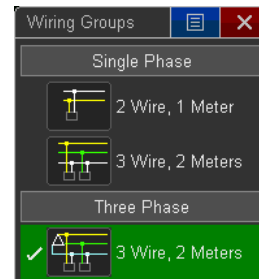 Wiring Groups
Single Phase
2 Wire, 1 Meter
3 Wire, 2 Meters
Three Phase
3 Wire, 2 Meters